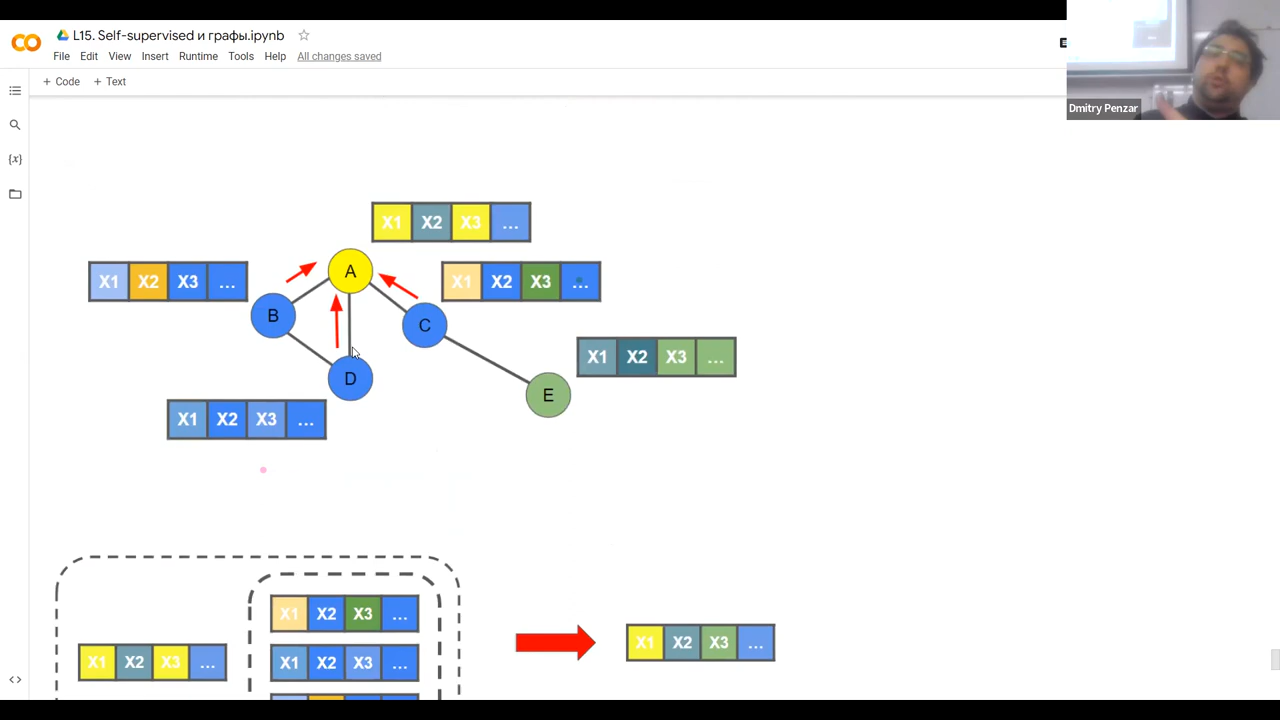 L15. Self-supervised и графы.ipynb
File Edit View Insert Runtime Tools Help All changes saved
+ Code + Text
Dmitry Penzar
{x}
X1 X2 X3 ...
A
X1 X2 X3 ...
X1 X2 X3 ...
B
C
X1 X2 X3 ...
D
E
X1 X2 X3 ...
X1 X2 X3 ...
X1 X2 X3 ...
X1 X2 X3 ...
X1 X2 X3 ...
<>